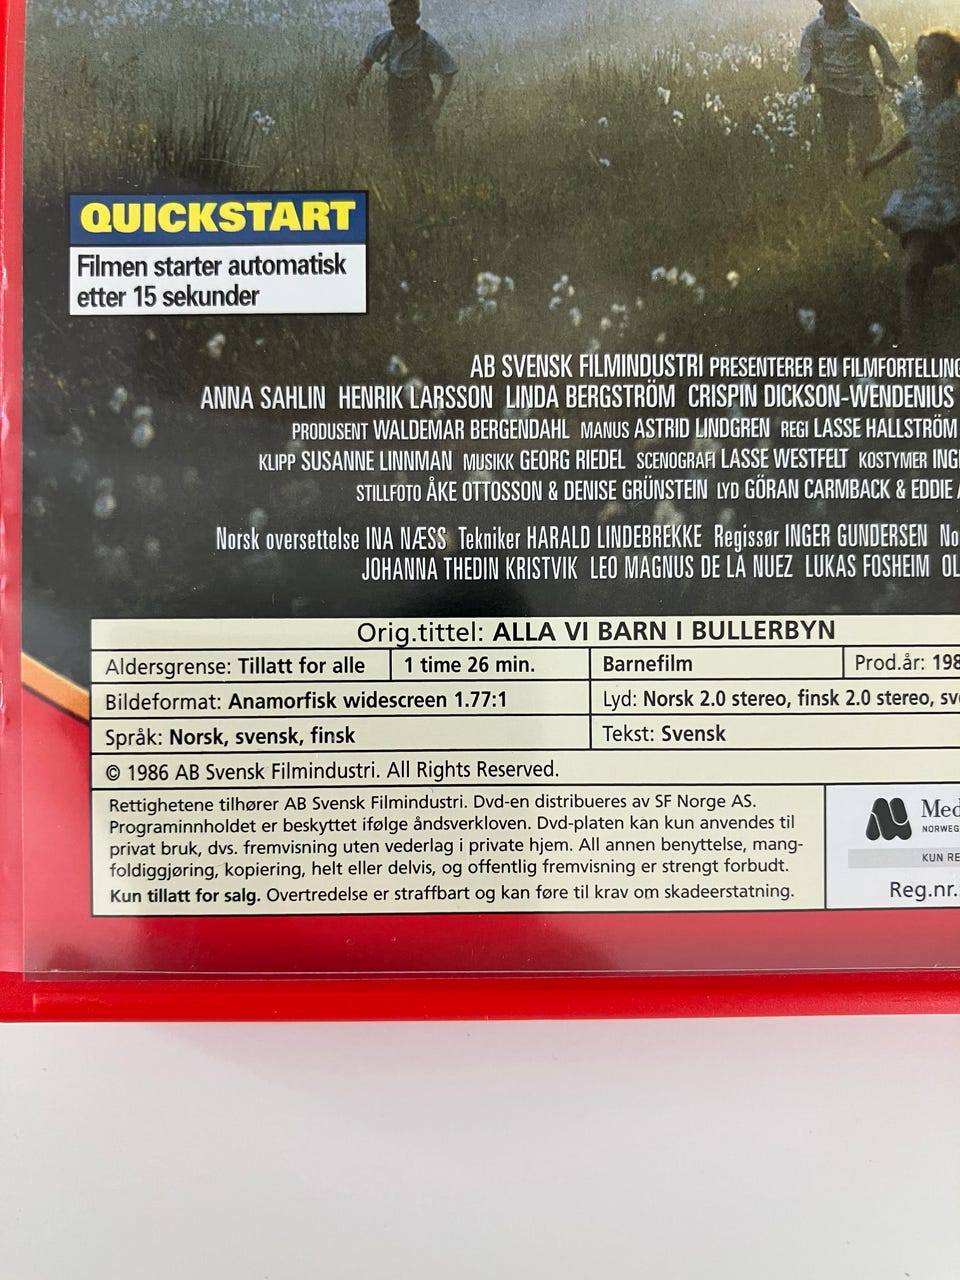 QUICKSTART
Filmen starter automatisk
etter 15 sekunder
AB SVENSK FILMINDUSTRI PRESENTERER EN FILMFORTELLING
ANNA SAHLIN HENRIK LARSSON LINDA BERGSTRÖM CRISPIN DICKSON-WENDENIUS
PRODUSENT WALDEMAR BERGENDAHL MANUS ASTRID LINDGREN REGI LASSE HALLSTRÖM
KLIPP SUSANNE LINNMAN MUSIKK GEORG RIEDEL SCENOGRAFI LASSE WESTFELT KOSTYMER
STILLFOTO ÅKE OTTOSSON & DENISE GRÜNSTEIN LYD GÖRAN CARMBACK & EDDIE
Norsk oversettelse INA NÆSS Tekniker HARALD LINDEBREKKE Regissør INGER GUNDERSEN
JOHANNA THEDIN KRISTVIK LEO MAGNUS DE LA NUEZ LUKAS FOSHEIM
Orig.tittel: ALLA VI BARN I BULLERBYN
Aldersgrense: Tillatt for alle 1 time 26 min. Barnefilm Prod.år: 198
Bildeformat: Anamorfisk widescreen 1.77:1 Lyd: Norsk 2.0 stereo, finsk 2.0 stereo,
Språk: Norsk, svensk, finsk Tekst: Svensk
© 1986 AB Svensk Filmindustri. All Rights Reserved.
Rettighetene tilhører AB Svensk Filmindustri. Dvd-en distribueres av SF Norge AS.
Programinnholdet er beskyttet ifølge åndsverkloven. Dvd-platen kan kun anvendes til
privat bruk, dvs. fremvisning uten vederlag i private hjem. All annen benyttelse, mang-
foldiggjøring, kopiering, helt eller delvis, og offentlig fremvisning er strengt forbudt.
Kun tillatt for salg. Overtredelse er straffbart og kan føre til krav om skadeerstatning.
Med
NORWEG
KUN RE
Reg.nr.